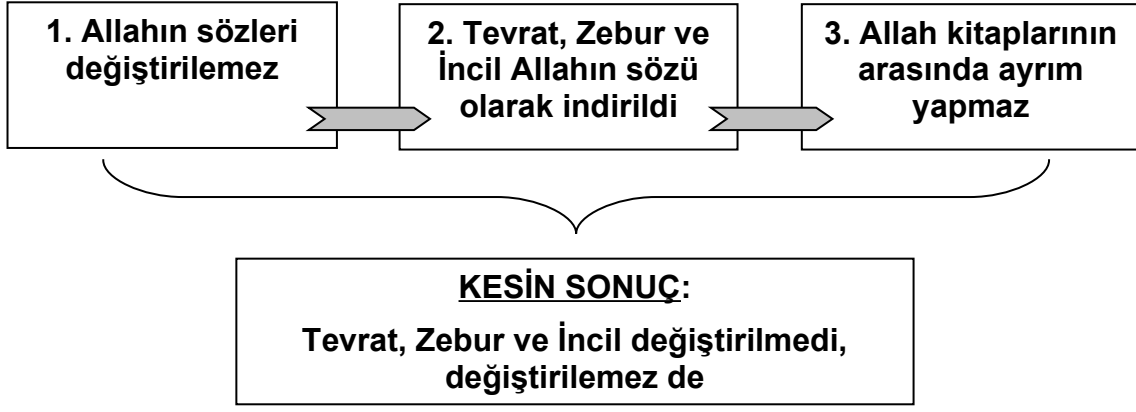 1. Allahın sözleri
değiştirilemez
2. Tevrat, Zebur ve
İncil Allahın sözü
olarak indirildi
3. Allah kitaplarının
arasında ayrım
yapmaz
KESİN SONUÇ:
Tevrat, Zebur ve İncil değiştirilmedi,
değiştirilemez de